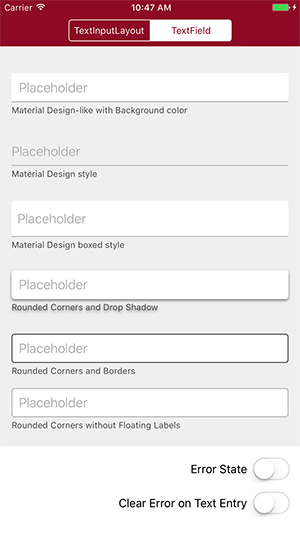 Carrier 10:47 AM
TextInputLayout TextField
Placeholder
Material Design-like with Background color
Placeholder
Material Design style
Placeholder
Material Design boxed style
Placeholder
Rounded Corners and Drop Shadow
Placeholder
Rounded Corners and Borders
Placeholder
Rounded Corners without Floating Labels
Error State
Clear Error on Text Entry